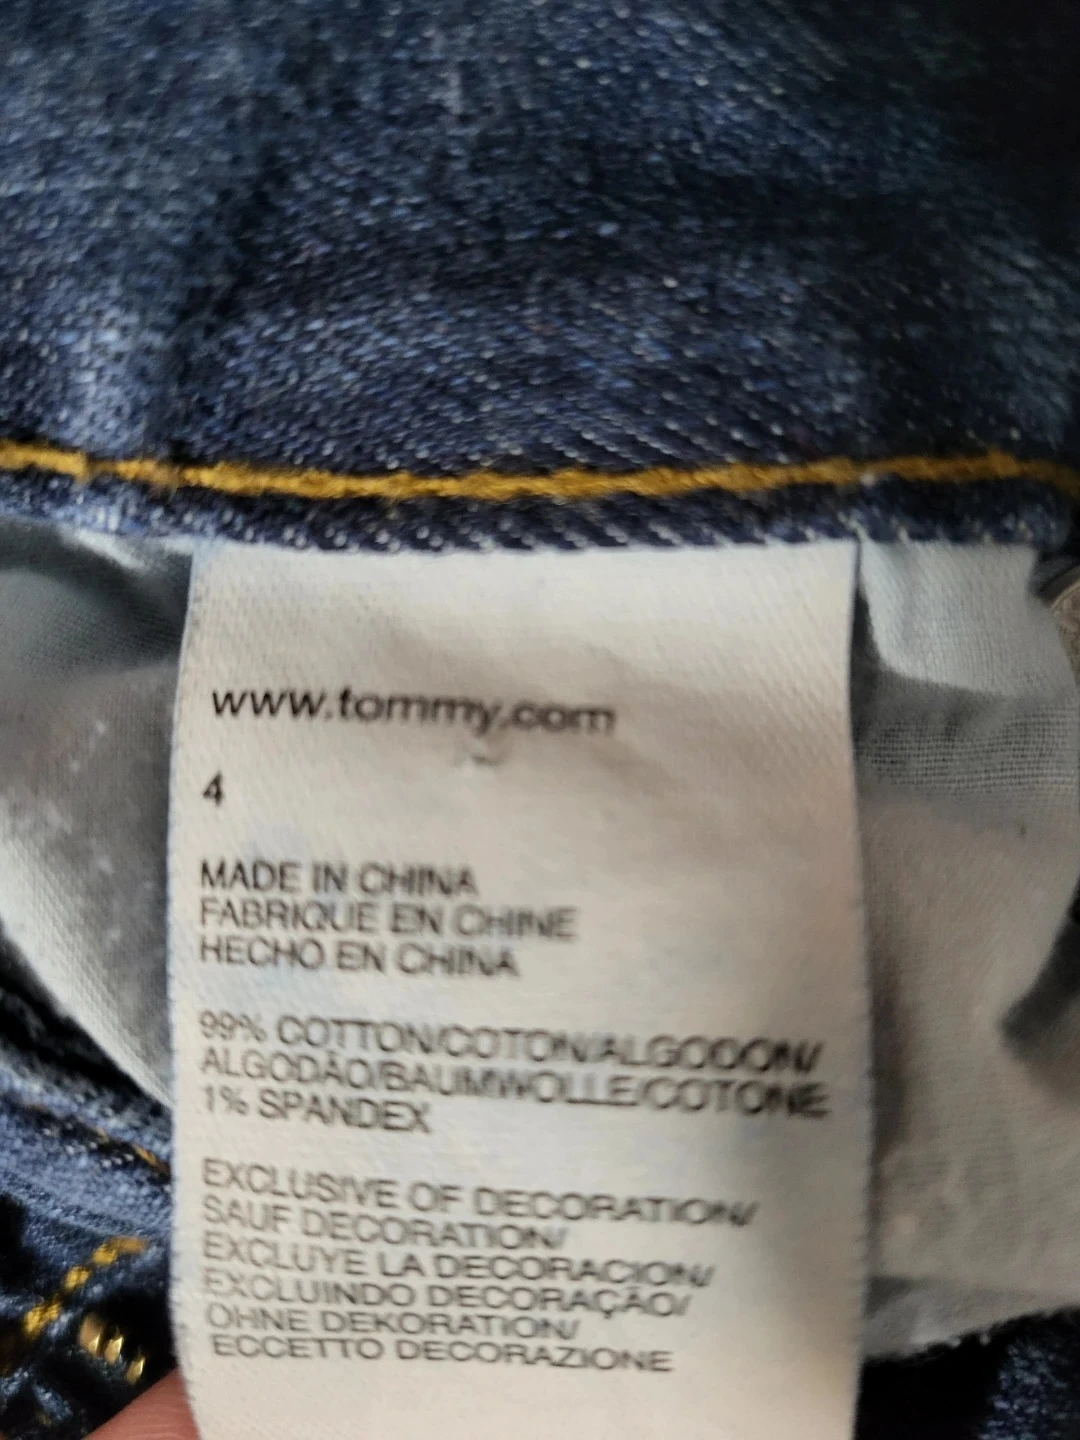 www.tommy.com
4
MADE IN CHINA
FABRIQUE EN CHINE
HECHO EN CHINA
99% COTTON/COTON/ALGODON/
ALGODÃO/BAUMWOLLE/COTONE
1% SPANDEX
EXCLUSIVE OF DECORATION/
SAUF DECORATION/
EXCLUYE LA DECORACION/
EXCLUINDO DECORAÇÃO/
OHNE DEKORATION/
ECCETTO DECORAZIONE